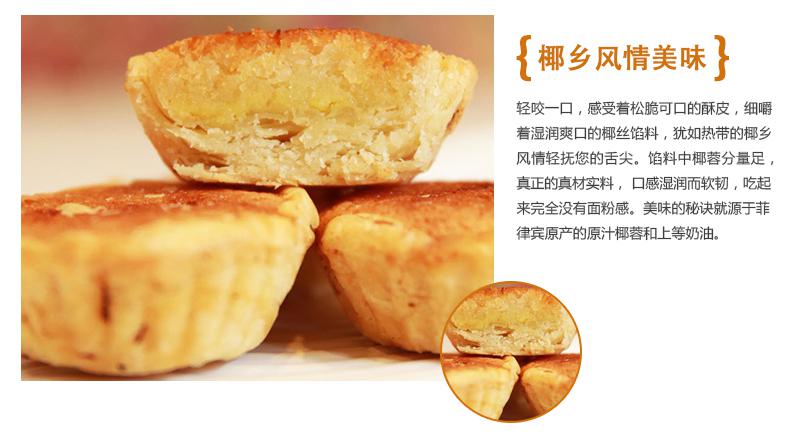 {椰乡风情美味}
轻咬一口，感受着松脆可口的酥皮，细嚼
着湿润爽口的椰丝馅料，犹如热带的椰乡
风情轻抚您的舌尖。馅料中椰蓉分量足，
真正的真材实料， 口感湿润而软韧，吃起
来完全没有面粉感。美味的秘诀就源于菲
律宾原产的原汁椰蓉和上等奶油。